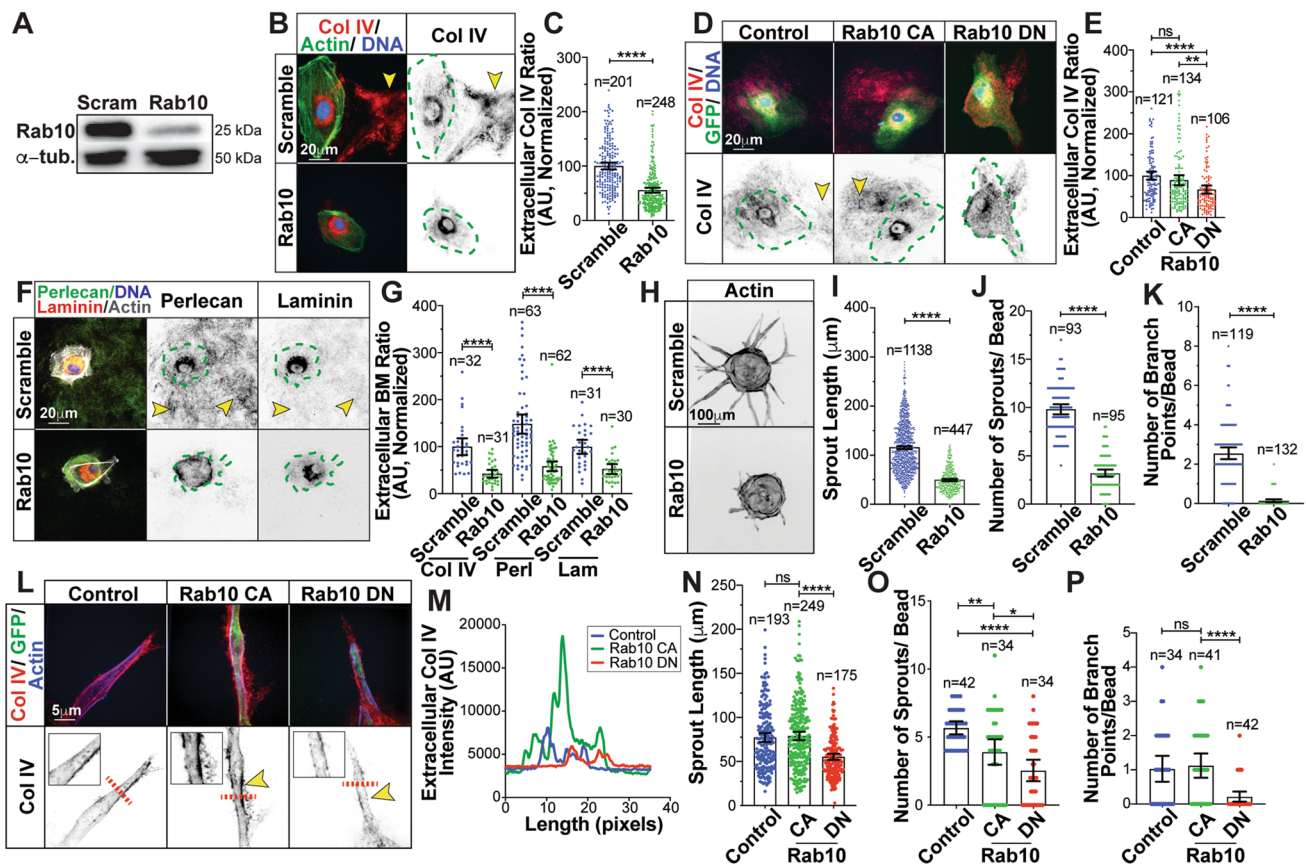 A
Scram Rab10
Rab10
25 kDa
α-tub.
50 kDa
B
Col IV/
Actin/ DNA
Col IV
Scramble
20μm
Rab10
C
Extracellular Col IV Ratio
(AU, Normalized)
300
200
100
0
****
n=201
n=248
Scramble
Rab10
D
Control
Rab10 CA
Rab10 DN
Col IV/
GFP/ DNA
20μm
Col IV
E
Extracellular Col IV Ratio
(AU, Normalized)
400
350
300
250
200
150
100
50
0
ns
****
**
n=134
n=121
n=106
Control
CA
DN
Rab10
F
Perlecan/DNA
Laminin/Actin
Perlecan
Laminin
Scramble
20μm
Rab10
G
Extracellular BM Ratio
(AU, Normalized)
400
300
200
100
0
****
n=63
****
n=32
n=62
****
n=31
n=31
n=30
Scramble
Rab10
Scramble
Rab10
Scramble
Rab10
Col IV
Perl
Lam
H
Actin
Scramble
100μm
Rab10
I
Sprout Length (μm)
400
300
200
100
0
****
n=1138
n=447
Scramble
Rab10
J
Number of Sprouts/ Bead
20
15
10
5
0
****
n=93
n=95
Scramble
Rab10
K
Number of Branch
Points/Bead
10
8
6
4
2
0
****
n=119
n=132
Scramble
Rab10
L
Control
Rab10 CA
Rab10 DN
Col IV/ GFP/
Actin
5μm
Col IV
M
Extracellular Col IV
Intensity (AU)
20000
15000
10000
5000
0
Control
Rab10 CA
Rab10 DN
0
10
20
30
40
Length (pixels)
N
Sprout Length (μm)
250
200
150
100
50
0
ns
****
n=249
n=193
n=175
Control
CA
DN
Rab10
O
Number of Sprouts/ Bead
15
10
5
0
**
*
****
n=34
n=42
n=34
Control
CA
DN
Rab10
P
Number of Branch
Points/Bead
5
4
3
2
1
0
ns
****
n=34
n=41
n=42
Control
CA
DN
Rab10